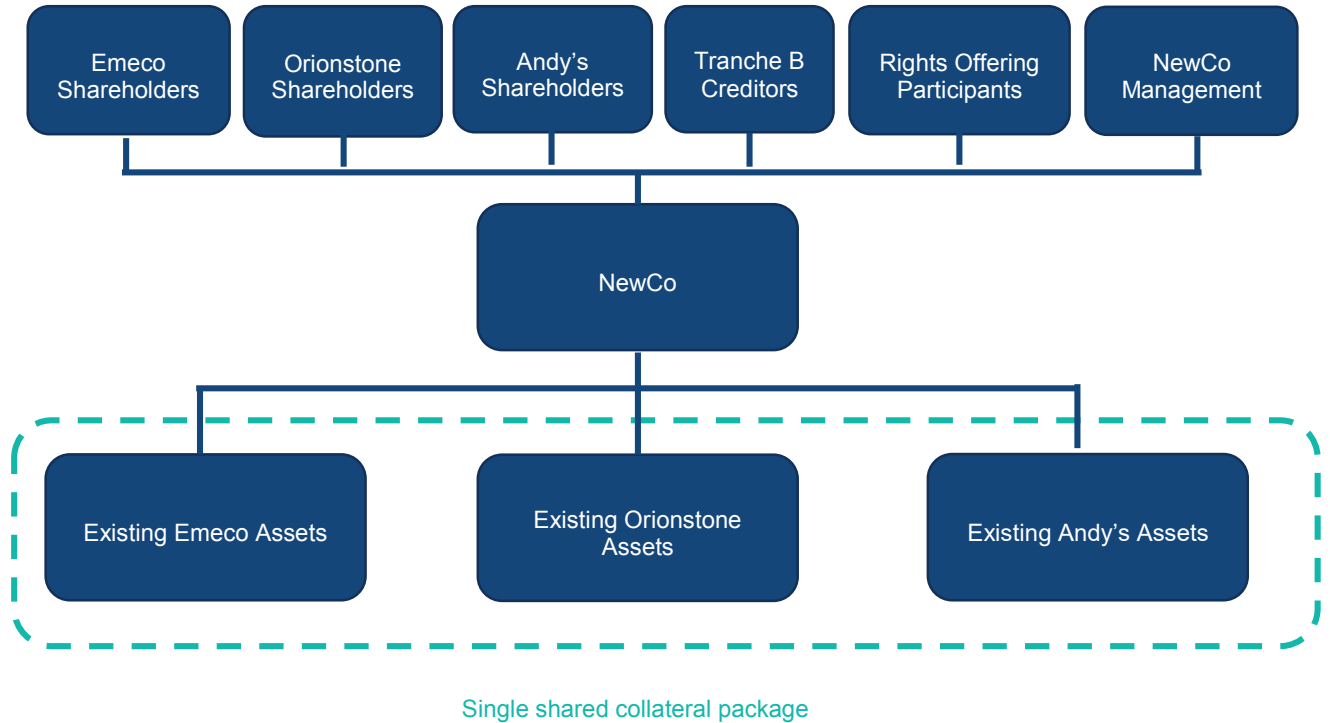 Emeco
Shareholders
Orionstone
Shareholders
Andy’s
Shareholders
Tranche B
Creditors
Rights Offering
Participants
NewCo
Management
NewCo
Existing Emeco Assets
Existing Orionstone
Assets
Existing Andy’s Assets
Single shared collateral package